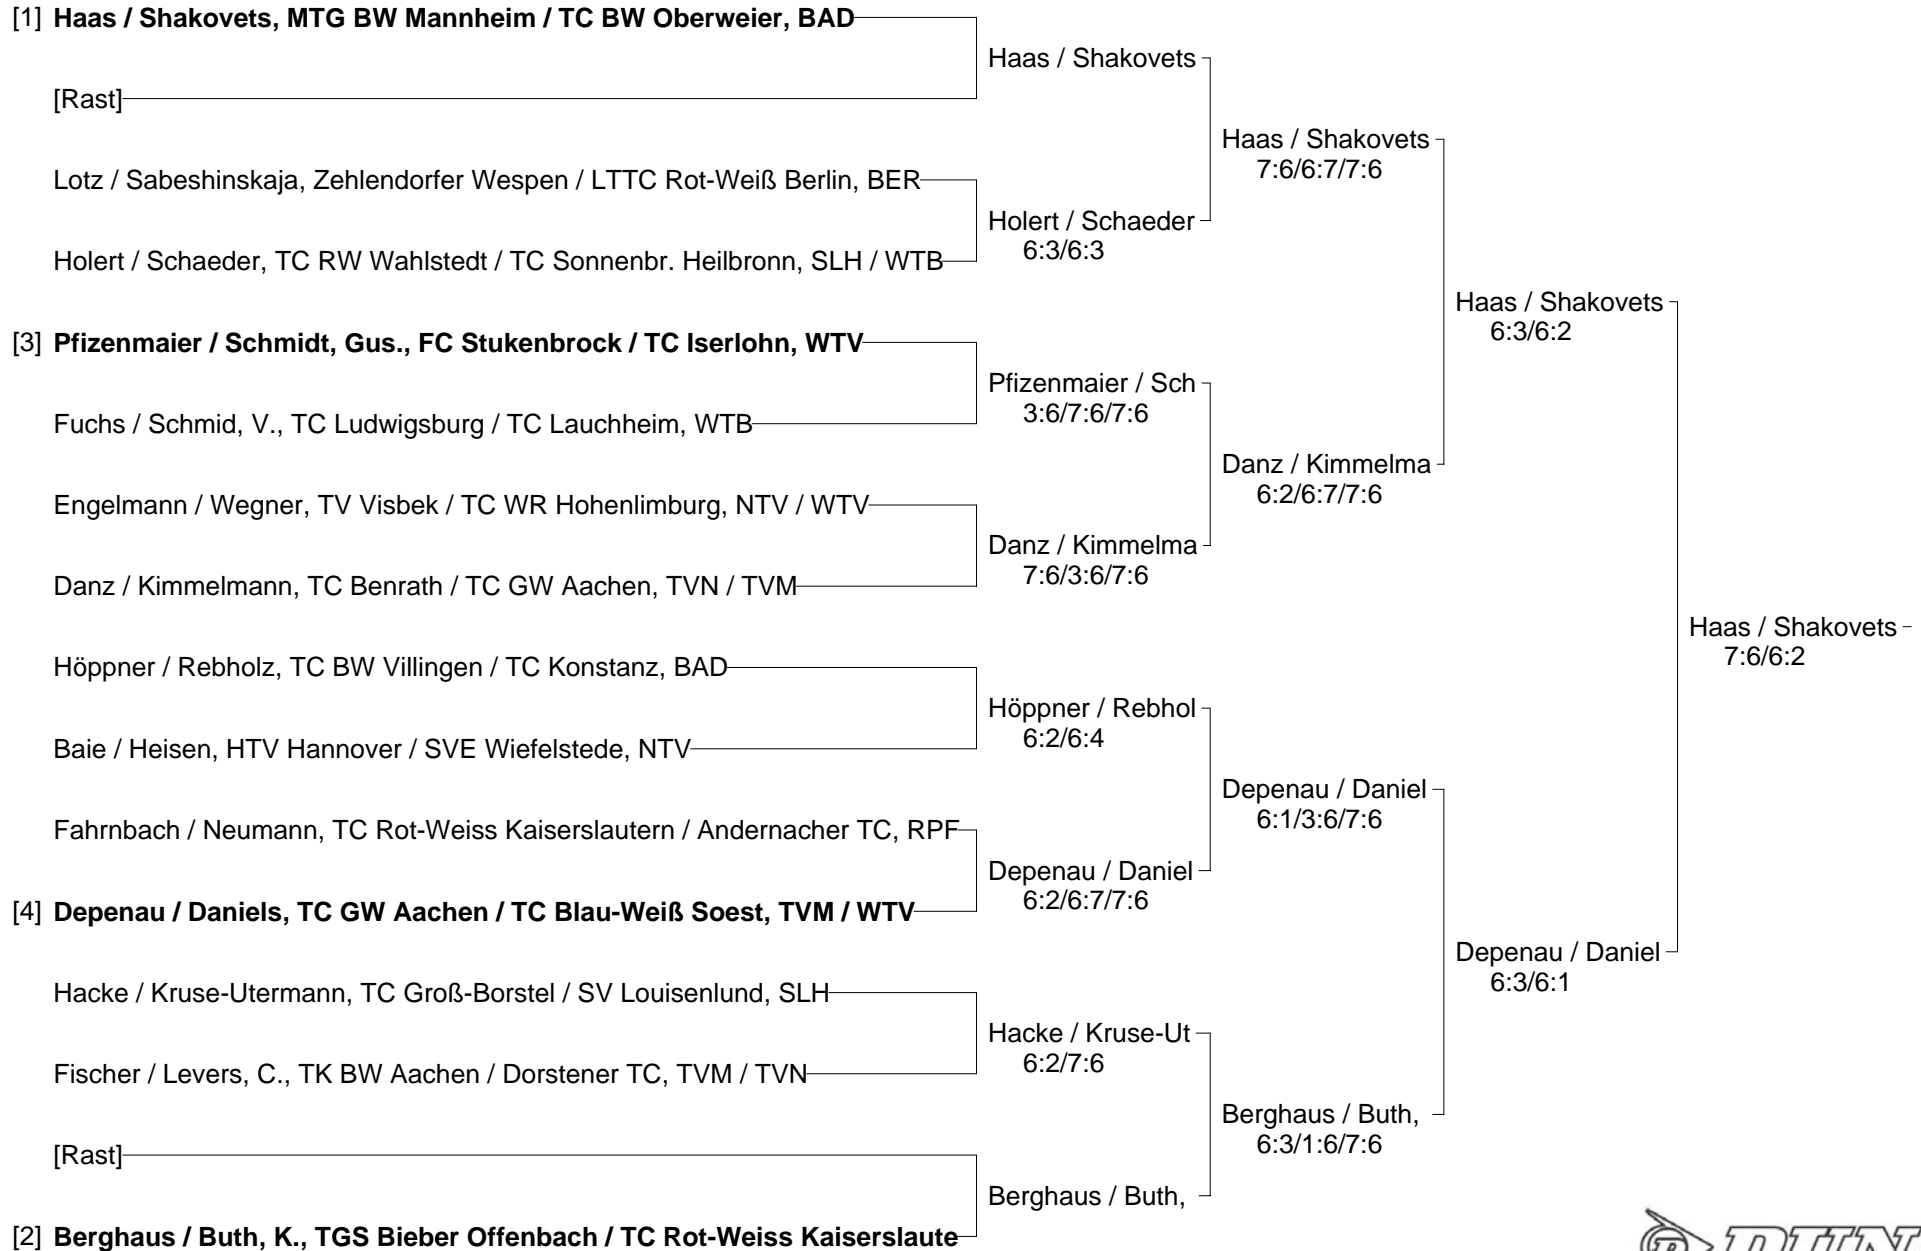 [1] Haas / Shakovets, MTG BW Mannheim / TC BW Oberweier, BAD
Haas / Shakovets
[Rast]
Haas / Shakovets
7:6/6:7/7:6
Lotz / Sabeshinskaja, Zehlendorfer Wespen / LTTC Rot-Weiß Berlin, BER
Holert / Schaeder
6:3/6:3
Holert / Schaeder, TC RW Wahlstedt / TC Sonnenbr. Heilbronn, SLH / WTB
Haas / Shakovets
6:3/6:2
[3] Pfizenmaier / Schmidt, Gus., FC Stukenbrock / TC Iserlohn, WTV
Pfizenmaier / Sch
3:6/7:6/7:6
Fuchs / Schmid, V., TC Ludwigsburg / TC Lauchheim, WTB
Danz / Kimmelma
6:2/6:7/7:6
Engelmann / Wegner, TV Visbek / TC WR Hohenlimburg, NTV / WTV
Danz / Kimmelma
7:6/3:6/7:6
Danz / Kimmelmann, TC Benrath / TC GW Aachen, TVN / TVM
Haas / Shakovets
7:6/6:2
Höppner / Rebholz, TC BW Villingen / TC Konstanz, BAD
Höppner / Rebhol
6:2/6:4
Baie / Heisen, HTV Hannover / SVE Wiefelstede, NTV
Depenau / Daniel
6:1/3:6/7:6
Fahrnbach / Neumann, TC Rot-Weiss Kaiserslautern / Andernacher TC, RPF
Depenau / Daniel
6:2/6:7/7:6
[4] Depenau / Daniels, TC GW Aachen / TC Blau-Weiß Soest, TVM / WTV
Depenau / Daniel
6:3/6:1
Hacke / Kruse-Utermann, TC Groß-Borstel / SV Louisenlund, SLH
Hacke / Kruse-Ut
6:2/7:6
Fischer / Levers, C., TK BW Aachen / Dorstener TC, TVM / TVN
Berghaus / Buth,
6:3/1:6/7:6
[Rast]
Berghaus / Buth,
[2] Berghaus / Buth, K., TGS Bieber Offenbach / TC Rot-Weiss Kaiserslaute